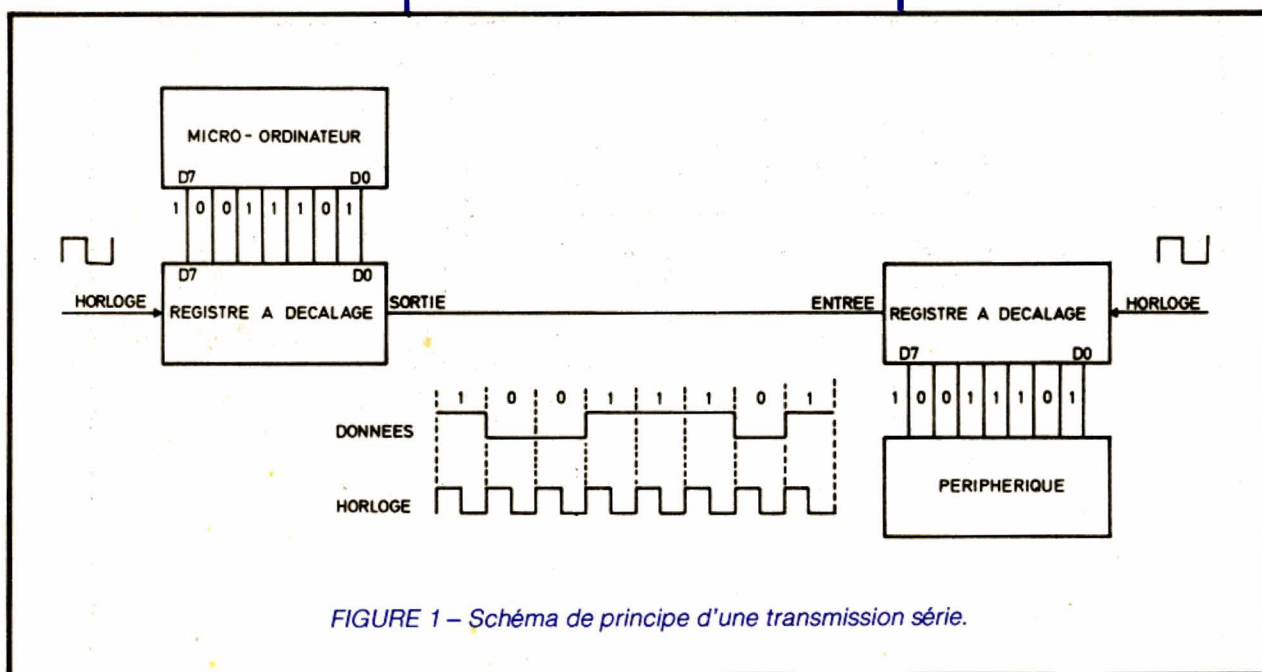 MICRO - ORDINATEUR
D7 D0
1 0 0 1 1 1 0 1
D7 D0
HORLOGE
REGISTRE A DECALAGE
SORTIE
ENTREE
REGISTRE A DECALAGE
HORLOGE
D7 D0
1 0 0 1 1 1 0 1
PERIPHERIQUE
1 0 0 1 1 1 0 1
DONNEES
HORLOGE
FIGURE 1 – Schéma de principe d'une transmission série.